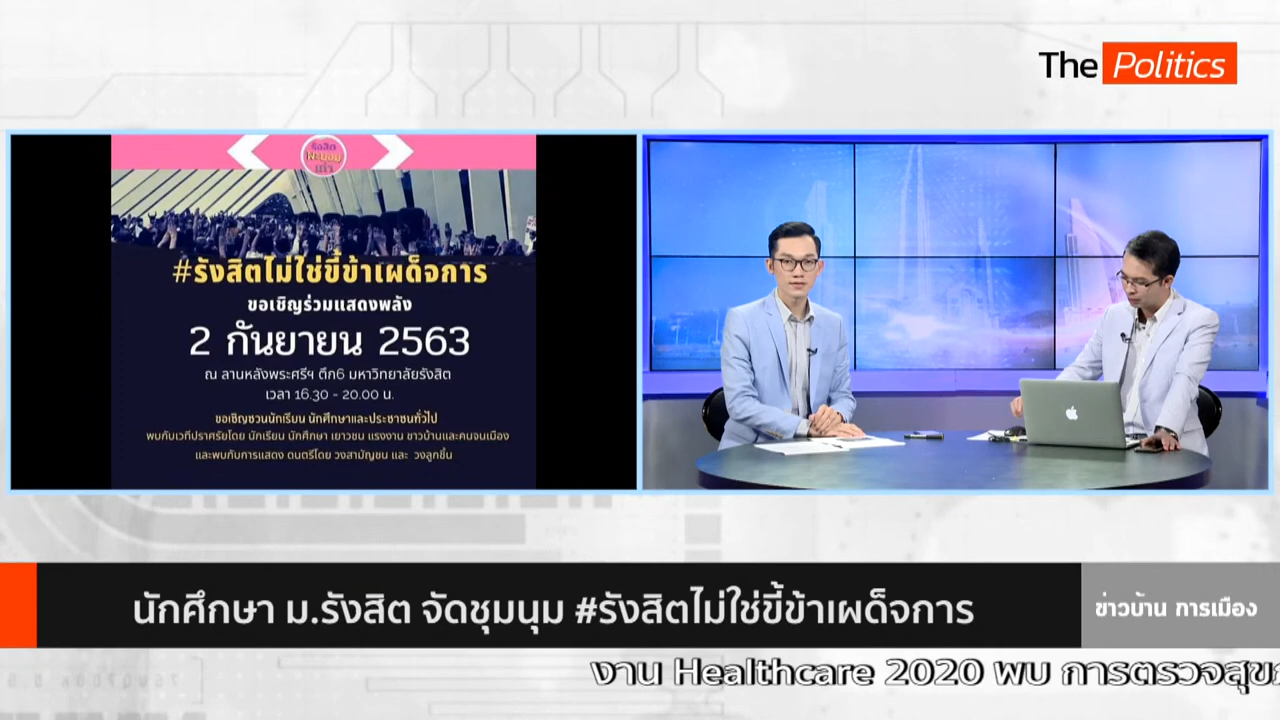 The Politics
รังสิต
เท่า
#รังสิตไม่ใช่ขี้ข้าเผด็จการ
ขอเชิญร่วมแสดงพลัง
2 กันยายน 2563
ณ ลานหลังพระศรีฯ ตึก6 มหาวิทยาลัยรังสิต
เวลา 16.30 - 20.00 น.
ขอเชิญชวนนักเรียน นักศึกษาและประชาชนทั่วไป
พบกับเวทีปราศรัยโดย นักเรียน นักศึกษา เยาวชน แรงงาน ชาวบ้านและคนจนเมือง
และพบกับการแสดง ดนตรีโดย วงสามัญชน และ วงลูกชิ้น
นักศึกษา ม.รังสิต จัดชุมนุม #รังสิตไม่ใช่ขี้ข้าเผด็จการ
ข่าวบ้าน การเมือง
งาน Healthcare 2020 พบ การตรวจสุข